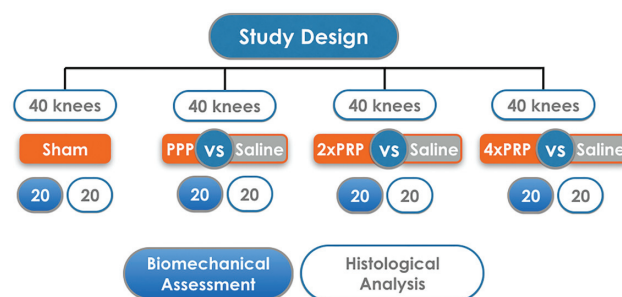 Study Design
40 knees 40 knees 40 knees 40 knees
Sham PPP vs Saline 2xPRP vs Saline 4xPRP vs Saline
20 20 20 20 20 20 20 20
Biomechanical Assessment
Histological Analysis